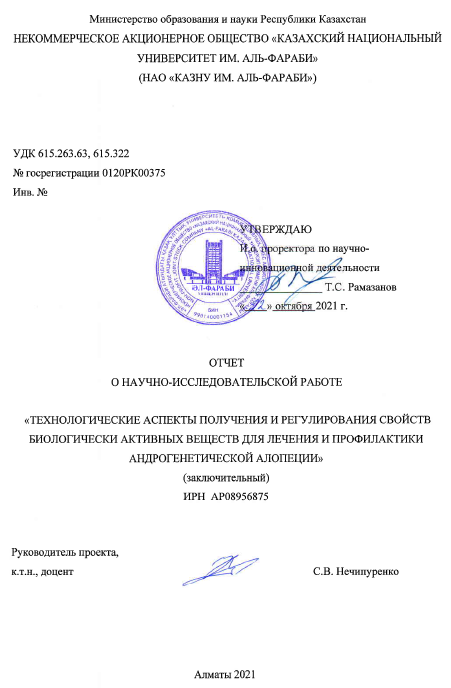 Министерство образования и науки Республики Казахстан
НЕКОММЕРЧЕСКОЕ АКЦИОНЕРНОЕ ОБЩЕСТВО «КАЗАХСКИЙ НАЦИОНАЛЬНЫЙ
УНИВЕРСИТЕТ ИМ. АЛЬ-ФАРАБИ»
(НАО «КАЗНУ ИМ. АЛЬ-ФАРАБИ»)
УДК 615.263.63, 615.322
№ госрегистрации 0120РК00375
Инв. №
УТВЕРЖДАЮ
И.о. проректора по научно-
инновационной деятельности
Т.С. Рамазанов
октября 2021 г.
ӘЛ-ФАРАБИ
ОТЧЕТ
О НАУЧНО-ИССЛЕДОВАТЕЛЬСКОЙ РАБОТЕ
«ТЕХНОЛОГИЧЕСКИЕ АСПЕКТЫ ПОЛУЧЕНИЯ И РЕГУЛИРОВАНИЯ СВОЙСТВ
БИОЛОГИЧЕСКИ АКТИВНЫХ ВЕЩЕСТВ ДЛЯ ЛЕЧЕНИЯ И ПРОФИЛАКТИКИ
АНДРОГЕНЕТИЧЕСКОЙ АЛОПЕЦИИ»
(заключительный)
ИРН АР08956875
Руководитель проекта,
к.т.н., доцент С.В. Нечипуренко
Алматы 2021